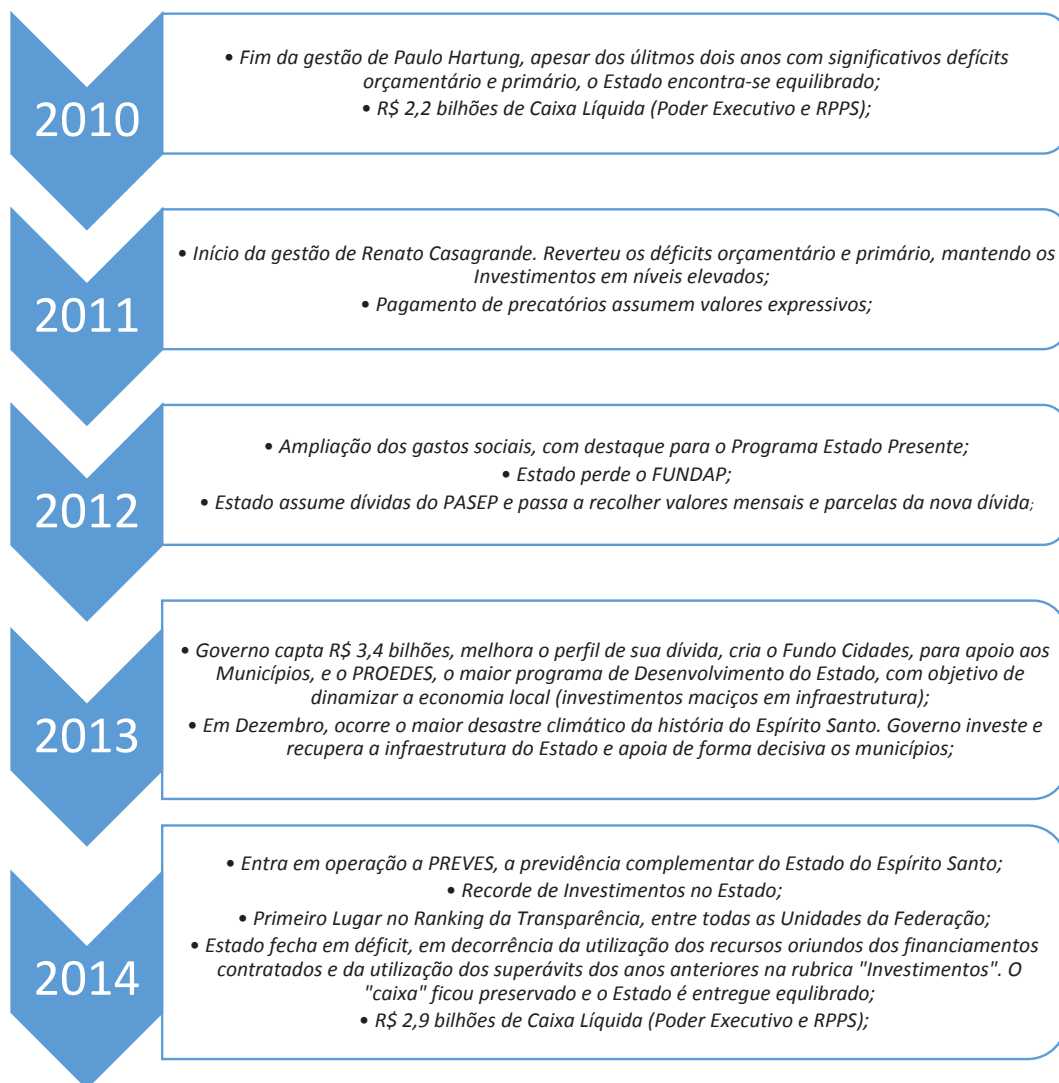 2010
• Fim da gestão de Paulo Hartung, apesar dos úlitmos dois anos com significativos defícits
orçamentário e primário, o Estado encontra-se equilibrado;
• R$ 2,2 bilhões de Caixa Líquida (Poder Executivo e RPPS);
2011
• Início da gestão de Renato Casagrande. Reverteu os déficits orçamentário e primário, mantendo os
Investimentos em níveis elevados;
• Pagamento de precatórios assumem valores expressivos;
2012
• Ampliação dos gastos sociais, com destaque para o Programa Estado Presente;
• Estado perde o FUNDAP;
• Estado assume dívidas do PASEP e passa a recolher valores mensais e parcelas da nova dívida;
2013
• Governo capta R$ 3,4 bilhões, melhora o perfil de sua dívida, cria o Fundo Cidades, para apoio aos
Municípios, e o PROEDES, o maior programa de Desenvolvimento do Estado, com objetivo de
dinamizar a economia local (investimentos maciços em infraestrutura);
• Em Dezembro, ocorre o maior desastre climático da história do Espírito Santo. Governo investe e
recupera a infraestrutura do Estado e apoia de forma decisiva os municípios;
2014
• Entra em operação a PREVES, a previdência complementar do Estado do Espírito Santo;
• Recorde de Investimentos no Estado;
• Primeiro Lugar no Ranking da Transparência, entre todas as Unidades da Federação;
• Estado fecha em déficit, em decorrência da utilização dos recursos oriundos dos financiamentos
contratados e da utilização dos superávits dos anos anteriores na rubrica "Investimentos". O
"caixa" ficou preservado e o Estado é entregue equlibrado;
• R$ 2,9 bilhões de Caixa Líquida (Poder Executivo e RPPS);